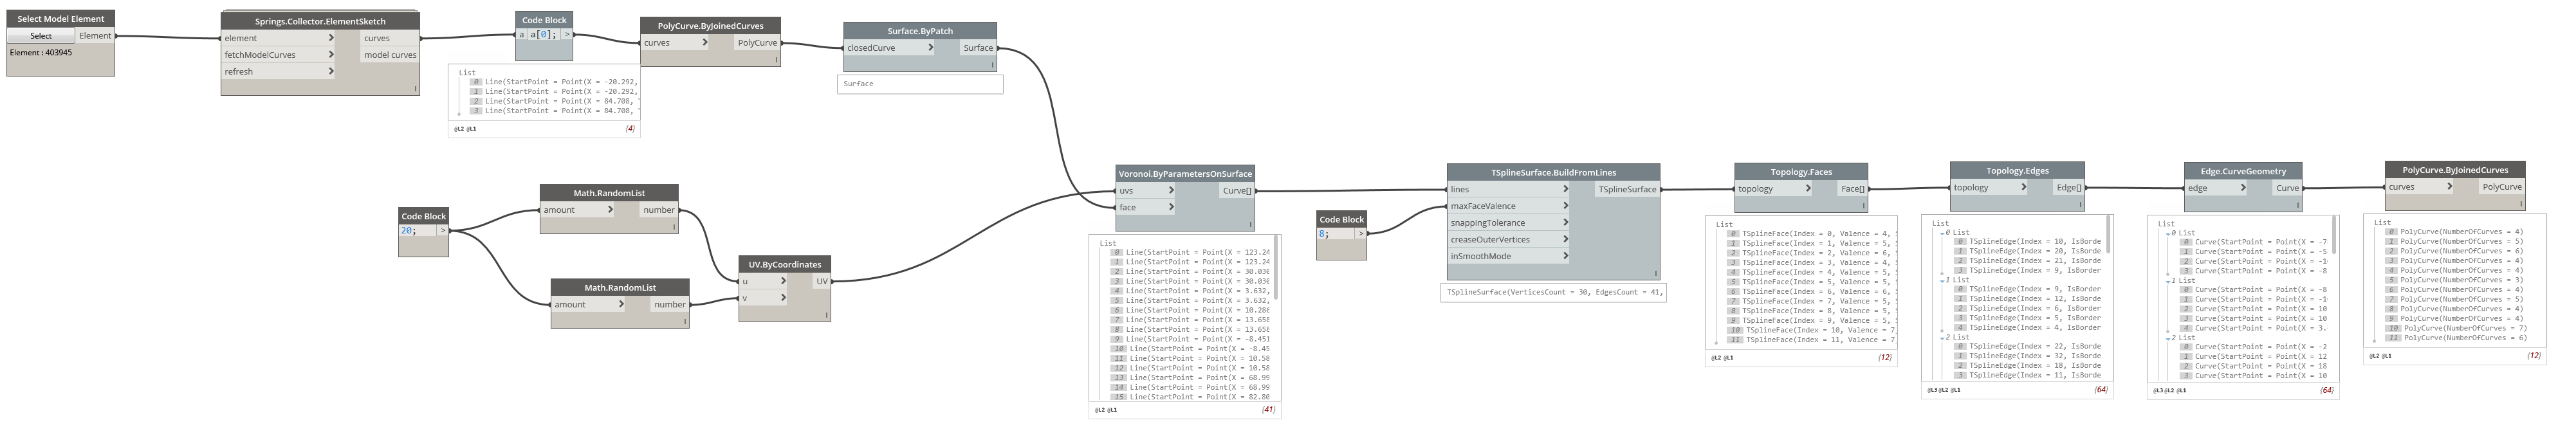 Select Model Element
Select
Element
Element : 403945
Springs.Collector.ElementSketch
element > curves
fetchModelCurves > model curves
refresh >
Code Block
a a[0]; >
List
0 Line(StartPoint = Point(X = -20.292,
1 Line(StartPoint = Point(X = -20.292,
2 Line(StartPoint = Point(X = 84.708,
3 Line(StartPoint = Point(X = 84.708,
@L2 @L1 {4}
PolyCurve.ByJoinedCurves
curves > PolyCurve
Surface.ByPatch
closedCurve > Surface
Surface
Code Block
20; >
Math.RandomList
amount > number
Math.RandomList
amount > number
UV.ByCoordinates
u > UV
v >
Voronoi.ByParametersOnSurface
uvs > Curve[]
face >
List
0 Line(StartPoint = Point(X = 123.24
1 Line(StartPoint = Point(X = 123.24
2 Line(StartPoint = Point(X = 30.030
3 Line(StartPoint = Point(X = 30.030
4 Line(StartPoint = Point(X = 3.632,
5 Line(StartPoint = Point(X = 3.632,
6 Line(StartPoint = Point(X = 10.286
7 Line(StartPoint = Point(X = 13.658
8 Line(StartPoint = Point(X = 13.658
9 Line(StartPoint = Point(X = -8.451
10 Line(StartPoint = Point(X = -8.45
11 Line(StartPoint = Point(X = 10.58
12 Line(StartPoint = Point(X = 10.58
13 Line(StartPoint = Point(X = 68.99
14 Line(StartPoint = Point(X = 68.99
15 Line(StartPoint = Point(X = 82.80
@L2 @L1 {41}
Code Block
8; >
TSplineSurface.BuildFromLines
lines > TSplineSurface
maxFaceValence >
snappingTolerance >
creaseOuterVertices >
inSmoothMode >
TSplineSurface(VerticesCount = 30, EdgesCount = 41,
Topology.Faces
topology > Face[]
List
0 TSplineFace(Index = 0, Valence = 4,
1 TSplineFace(Index = 1, Valence = 5,
2 TSplineFace(Index = 2, Valence = 6,
3 TSplineFace(Index = 3, Valence = 4,
4 TSplineFace(Index = 4, Valence = 5,
5 TSplineFace(Index = 5, Valence = 5,
6 TSplineFace(Index = 6, Valence = 6,
7 TSplineFace(Index = 7, Valence = 5,
8 TSplineFace(Index = 8, Valence = 5,
9 TSplineFace(Index = 9, Valence = 5,
10 TSplineFace(Index = 10, Valence = 7
11 TSplineFace(Index = 11, Valence = 7
@L2 @L1 {12}
Topology.Edges
topology > Edge[]
List
0 List
0 TSplineEdge(Index = 10, IsBorde
1 TSplineEdge(Index = 20, IsBorde
2 TSplineEdge(Index = 21, IsBorde
3 TSplineEdge(Index = 9, IsBorder
1 List
0 TSplineEdge(Index = 9, IsBorder
1 TSplineEdge(Index = 12, IsBorde
2 TSplineEdge(Index = 6, IsBorder
3 TSplineEdge(Index = 5, IsBorder
4 TSplineEdge(Index = 4, IsBorder
2 List
0 TSplineEdge(Index = 22, IsBorde
1 TSplineEdge(Index = 32, IsBorde
2 TSplineEdge(Index = 18, IsBorde
3 TSplineEdge(Index = 11, IsBorde
@L3 @L2 @L1 {64}
Edge.CurveGeometry
edge > Curve
List
0 List
0 Curve(StartPoint = Point(X = -7
1 Curve(StartPoint = Point(X = -5
2 Curve(StartPoint = Point(X = -1
3 Curve(StartPoint = Point(X = -8
1 List
0 Curve(StartPoint = Point(X = -8
1 Curve(StartPoint = Point(X = -1
2 Curve(StartPoint = Point(X = 10
3 Curve(StartPoint = Point(X = 10
4 Curve(StartPoint = Point(X = 3.
2 List
0 Curve(StartPoint = Point(X = -2
1 Curve(StartPoint = Point(X = 12
2 Curve(StartPoint = Point(X = 18
3 Curve(StartPoint = Point(X = 10
@L3 @L2 @L1 {64}
PolyCurve.ByJoinedCurves
curves > PolyCurve
List
0 PolyCurve(NumberOfCurves = 4)
1 PolyCurve(NumberOfCurves = 5)
2 PolyCurve(NumberOfCurves = 6)
3 PolyCurve(NumberOfCurves = 4)
4 PolyCurve(NumberOfCurves = 4)
5 PolyCurve(NumberOfCurves = 3)
6 PolyCurve(NumberOfCurves = 4)
7 PolyCurve(NumberOfCurves = 5)
8 PolyCurve(NumberOfCurves = 4)
9 PolyCurve(NumberOfCurves = 4)
10 PolyCurve(NumberOfCurves = 7)
11 PolyCurve(NumberOfCurves = 6)
@L2 @L1 {12}